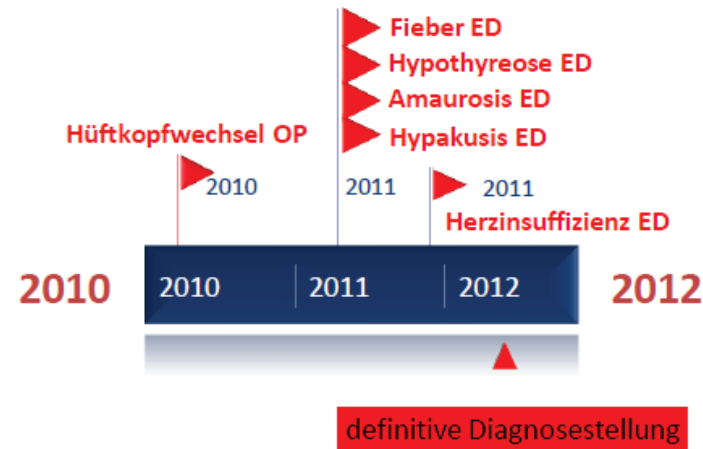 Fieber ED
Hypothyreose ED
Amaurosis ED
Hypakusis ED
Hüftkopfwechsel OP
2010
2011
2011
Herzinsuffizienz ED
2010
2010
2011
2012
2012
definitive Diagnosestellung